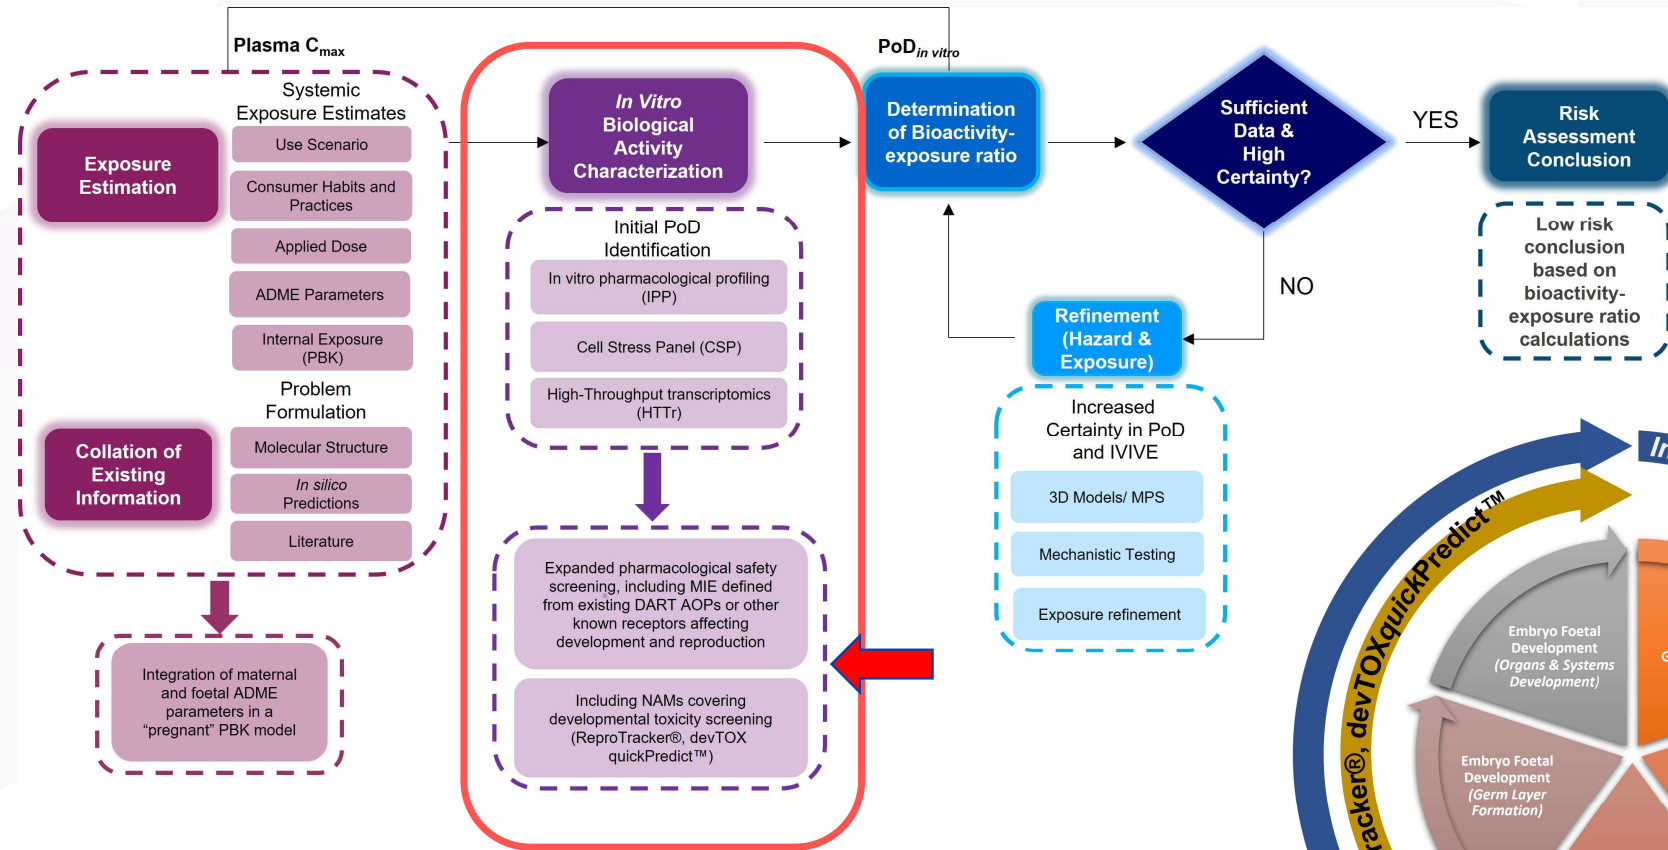 Plasma Cmax
Systemic
Exposure Estimates
Exposure
Estimation
Use Scenario
Consumer Habits and
Practices
Applied Dose
ADME Parameters
Internal Exposure
(PBK)
Problem
Formulation
Collation of
Existing
Information
Molecular Structure
In silico
Predictions
Literature
Integration of maternal
and foetal ADME
parameters in a
“pregnant” PBK model
In Vitro
Biological
Activity
Characterization
Initial PoD
Identification
In vitro pharmacological profiling
(IPP)
Cell Stress Panel (CSP)
High-Throughput transcriptomics
(HTTr)
Expanded pharmacological safety
screening, including MIE defined
from existing DART AOPs or other
known receptors affecting
development and reproduction
Including NAMs covering
developmental toxicity screening
(ReproTracker®, devTOX
quickPredict™)
PoDin vitro
Determination
of Bioactivity-
exposure ratio
Sufficient
Data &
High
Certainty?
YES
NO
Risk
Assessment
Conclusion
Low risk
conclusion
based on
bioactivity-
exposure ratio
calculations
Refinement
(Hazard &
Exposure)
Increased
Certainty in PoD
and IVIVE
3D Models/ MPS
Mechanistic Testing
Exposure refinement
racker®, devTOXquickPredict™
Embryo Foetal
Development
(Organs & Systems
Development)
Embryo Foetal
Development
(Germ Layer
Formation)